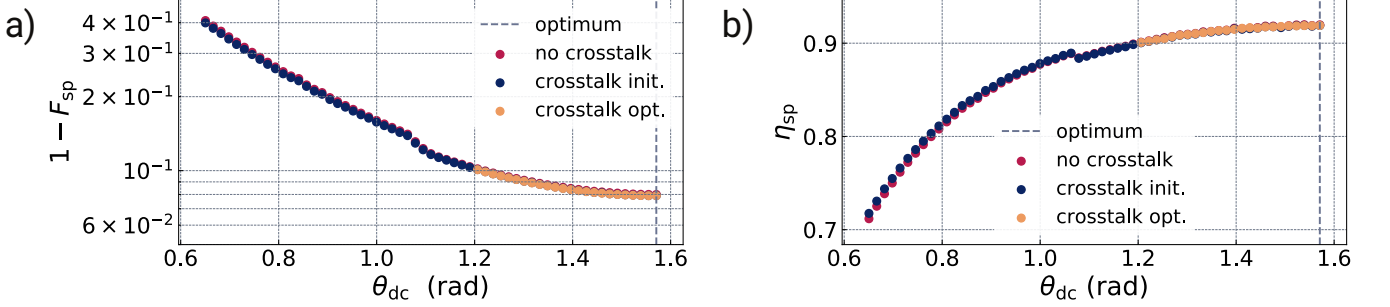 a)
1 − F_sp
4 × 10⁻¹
3 × 10⁻¹
2 × 10⁻¹
10⁻¹
6 × 10⁻²
optimum
no crosstalk
crosstalk init.
crosstalk opt.
0.6 0.8 1.0 1.2 1.4 1.6
θ_dc (rad)
b)
η_sp
0.9
0.8
0.7
optimum
no crosstalk
crosstalk init.
crosstalk opt.
0.6 0.8 1.0 1.2 1.4 1.6
θ_dc (rad)